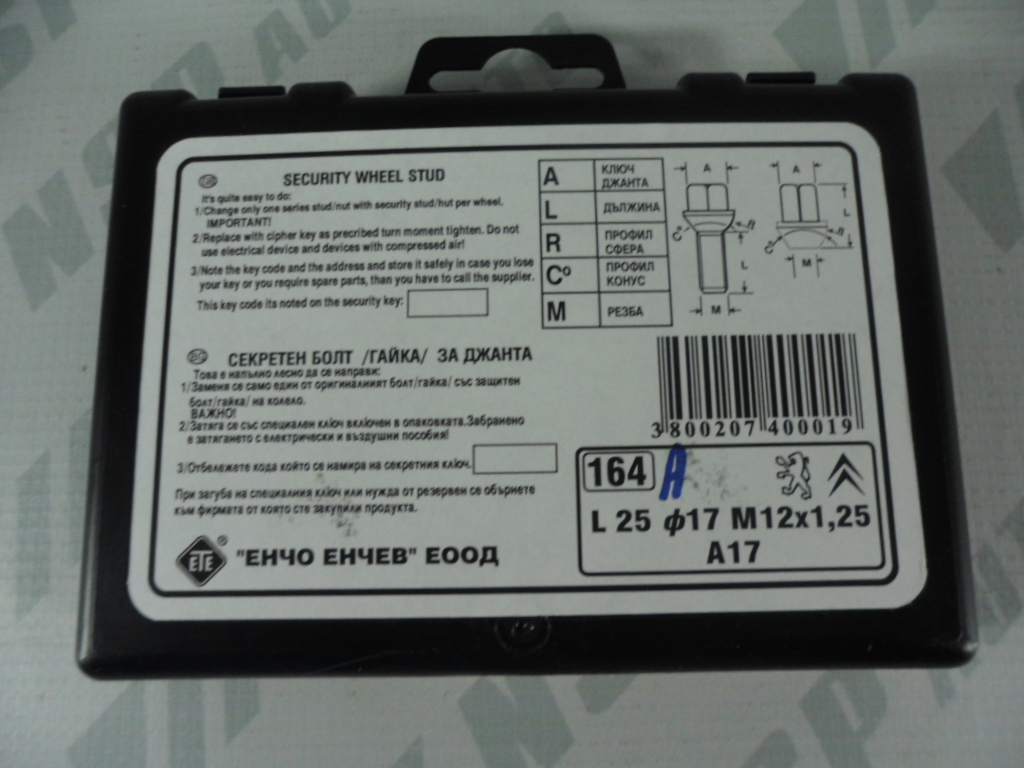 GB SECURITY WHEEL STUD
It's quite easy to do:
1/Change only one series stud/nut with security stud/hut per wheel.
IMPORTANT!
2/Replace with cipher key as precribed turn moment tighten. Do not
use electrical device and devices with compressed air!
3/Note the key code and the address and store it safely in case you lose
your key or you require spare parts, than you have to call the supplier.
This key code its noted on the security key:
BG СЕКРЕТЕН БОЛТ /ГАЙКА/ ЗА ДЖАНТА
Това е напълно лесно да се направи:
1/Заменя се само един от оригиналният болт/гайка/ със защитен
болт/гайка/ на колело.
ВАЖНО!
2/Затяга се със специален ключ включен в опаковката.Забранено
е затягането с електрически и въздушни пособия!
3/Отбележете кода който се намира на секретния ключ.
При загуба на специалния ключ или нужда от резервен се обърнете
към фирмата от която сте закупили продукта.
ETE ® "ЕНЧО ЕНЧЕВ" ЕООД
A КЛЮЧ ДЖАНТА
L ДЪЛЖИНА
R ПРОФИЛ СФЕРА
C° ПРОФИЛ КОНУС
M РЕЗБА
A
C°
R
L
M
A
C°
R
L
M
3 800207 400019
164 A
L 25 ф17 M12x1,25
A17